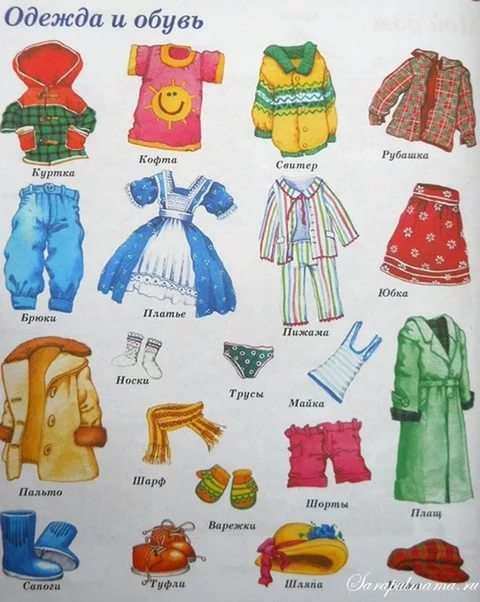 Одежда и обувь
Куртка
Кофта
Свитер
Рубашка
Брюки
Платье
Пижама
Юбка
Носки
Трусы
Майка
Пальто
Шарф
Варежки
Шорты
Плащ
Сапоги
Туфли
Шляпа
Sarapulmama.ru